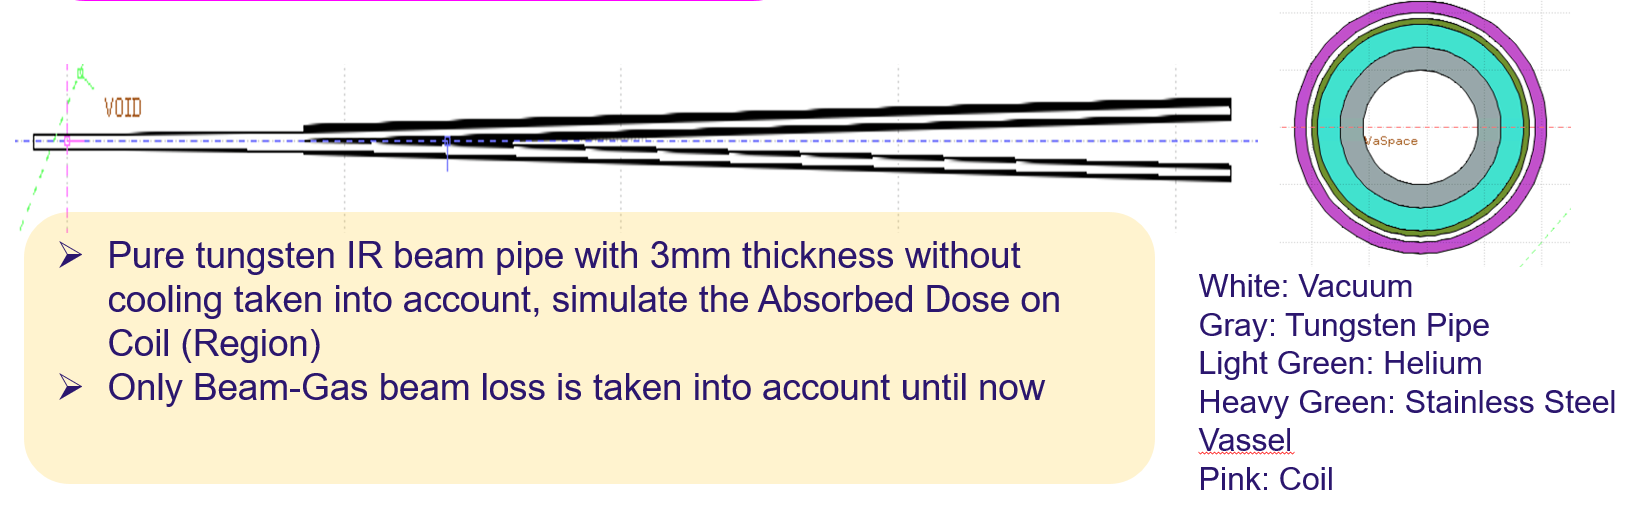 VOID
VaSpace
➢ Pure tungsten IR beam pipe with 3mm thickness without
cooling taken into account, simulate the Absorbed Dose on
Coil (Region)
➢ Only Beam-Gas beam loss is taken into account until now
White: Vacuum
Gray: Tungsten Pipe
Light Green: Helium
Heavy Green: Stainless Steel
Vassel
Pink: Coil